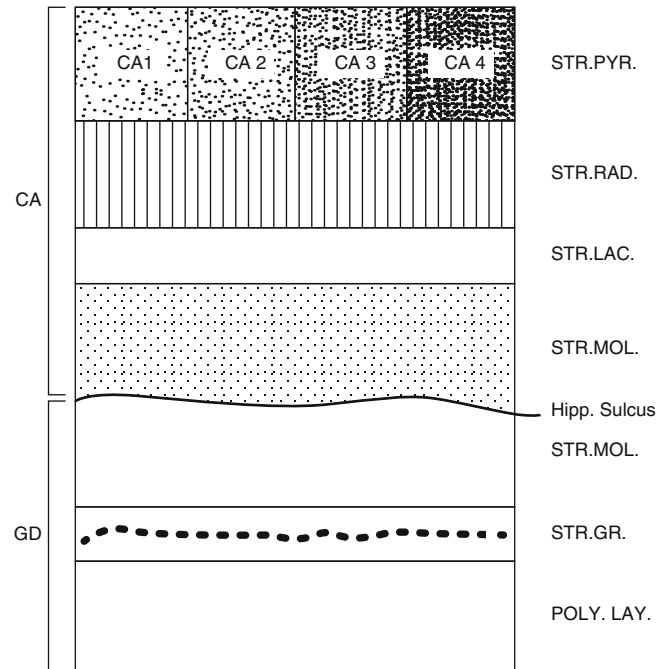 CA1 CA 2 CA 3 CA 4 STR.PYR.
STR.RAD.
CA
STR.LAC.
STR.MOL.
Hipp. Sulcus
STR.MOL.
GD STR.GR.
POLY. LAY.